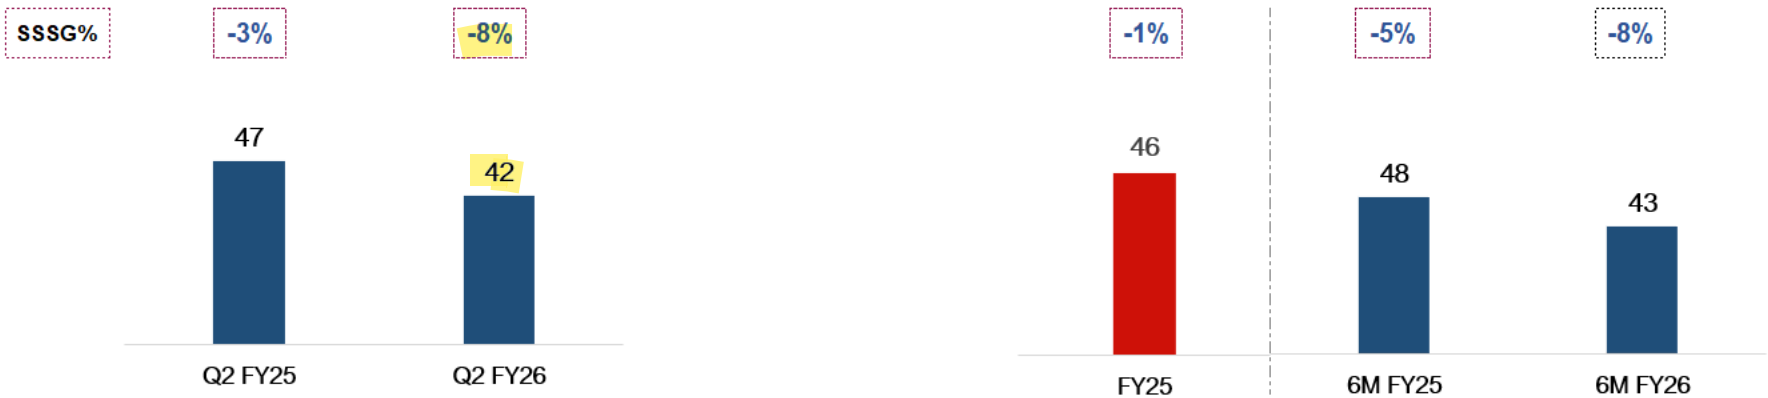 SSSG% -3% -8% -1% -5% -8%
47 42 46 48 43
Q2 FY25 Q2 FY26 FY25 6M FY25 6M FY26